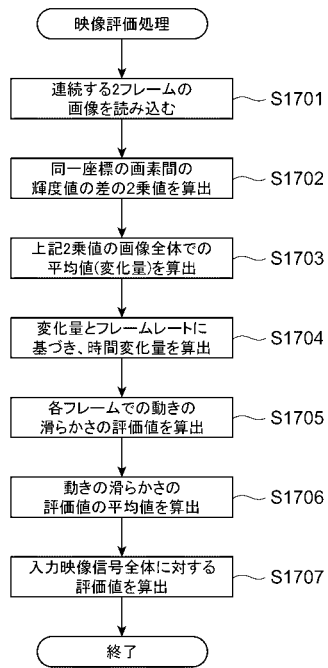 映像評価処理
連続する2フレームの
画像を読み込む
S1701
同一座標の画素間の
輝度値の差の2乗値を算出
S1702
上記2乗値の画像全体での
平均値(変化量)を算出
S1703
変化量とフレームレートに
基づき、時間変化量を算出
S1704
各フレームでの動きの
滑らかさの評価値を算出
S1705
動きの滑らかさの
評価値の平均値を算出
S1706
入力映像信号全体に対する
評価値を算出
S1707
終了